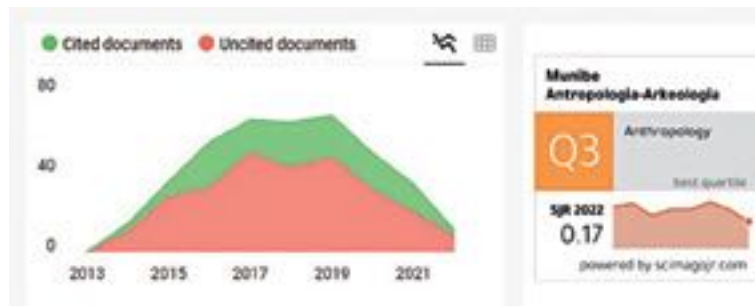 Cited documents Uncited documents
80
40
0
2013 2015 2017 2019 2021
Munibe
Antropologia-Arkeologia
Q3
Anthropology
best quartile
SJR 2022
0.17
powered by scimagojr.com